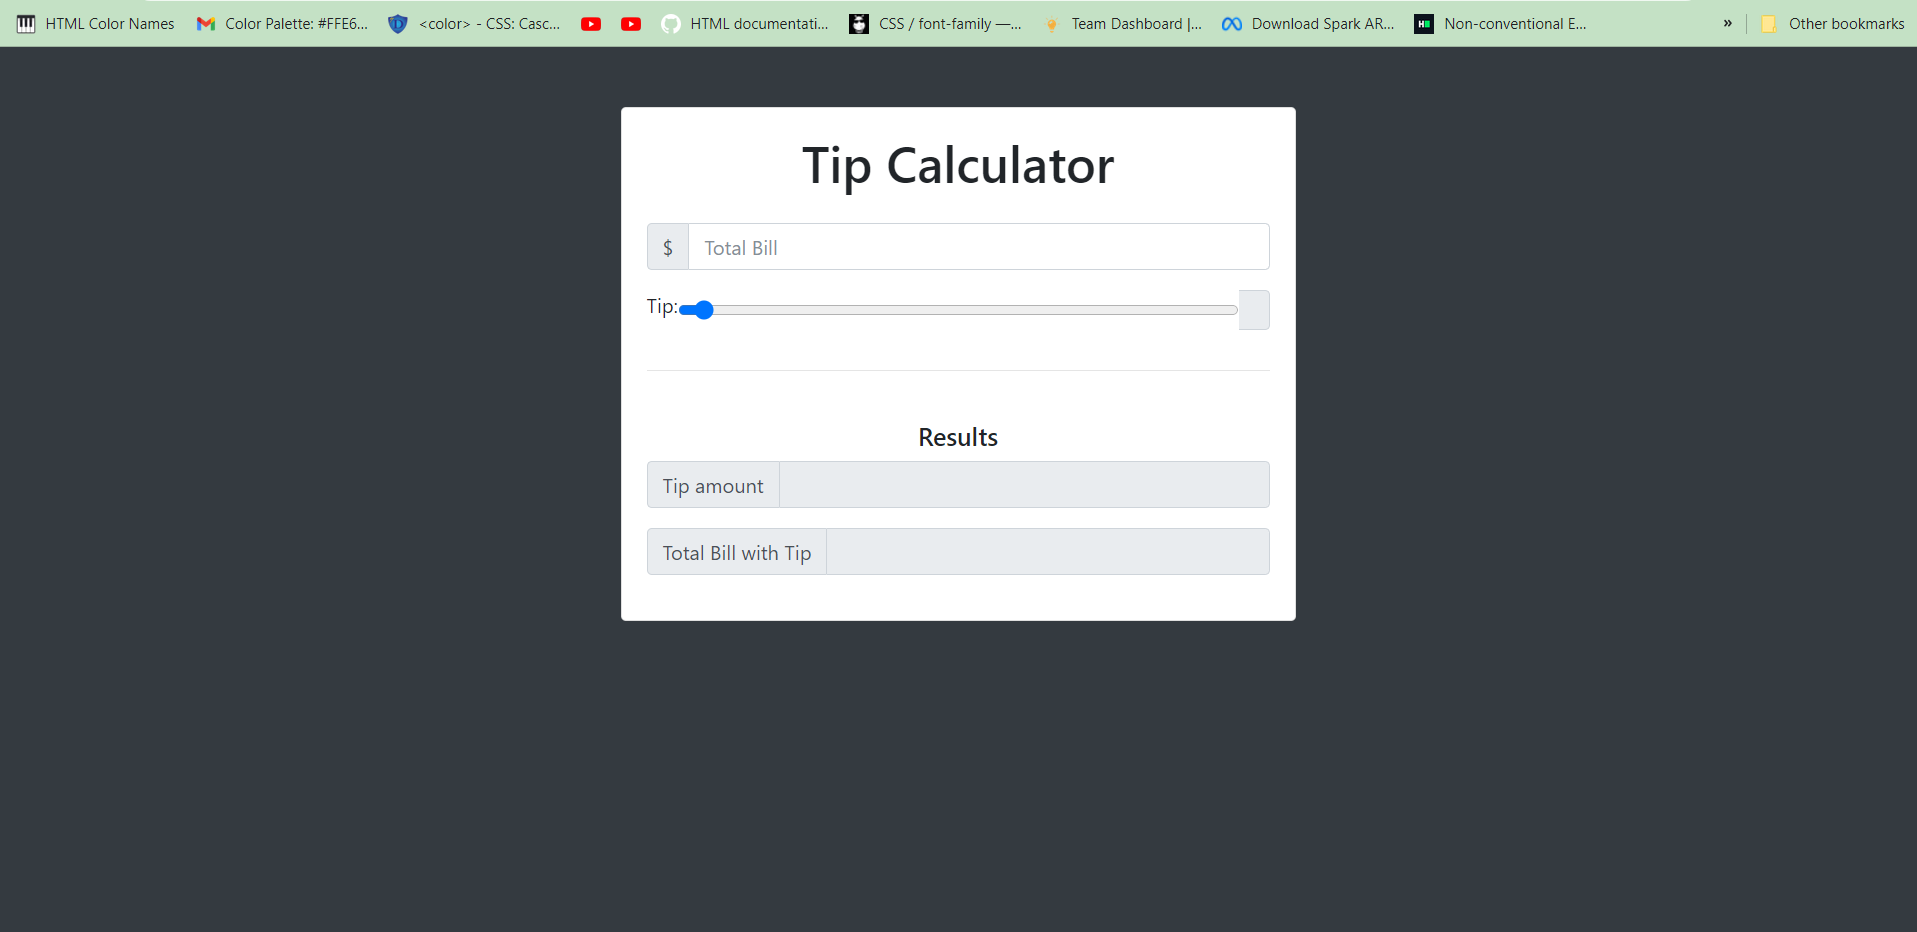 HTML Color Names Color Palette: #FFE6... <color> - CSS: Casc... HTML documentati... CSS / font-family —... Team Dashboard |... Download Spark AR... Non-conventional E... » Other bookmarks
Tip Calculator
$ Total Bill
Tip:
Results
Tip amount
Total Bill with Tip